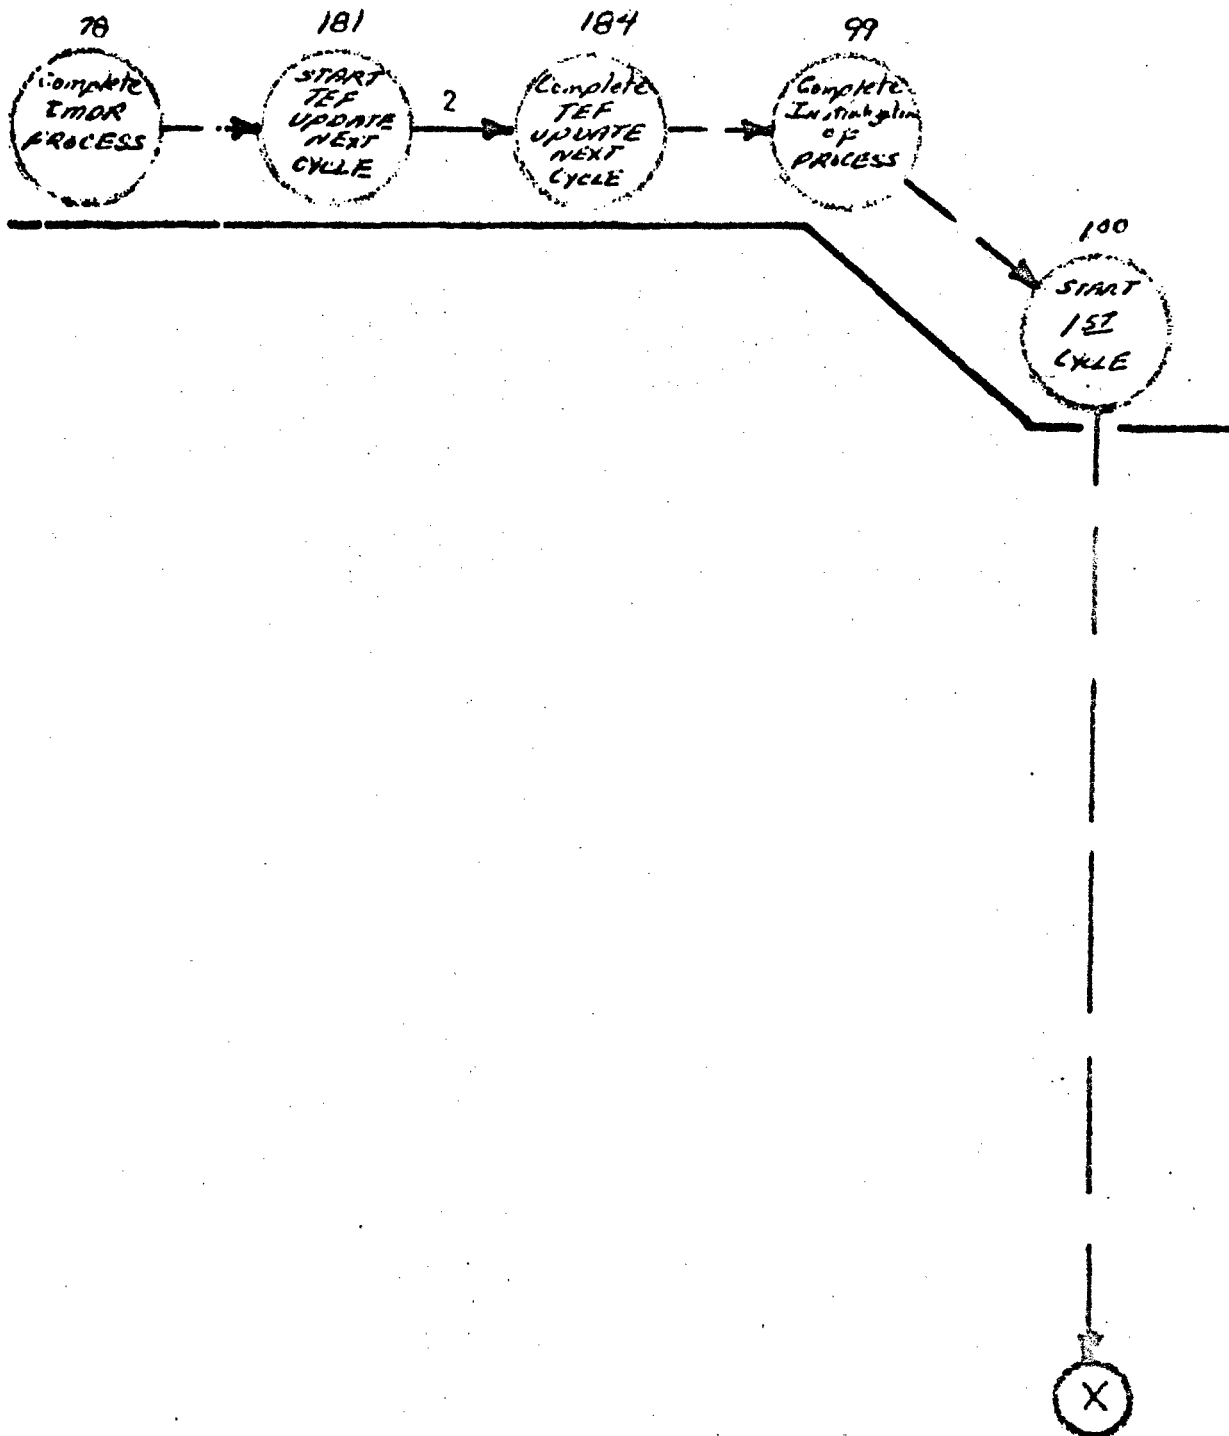 78
Complete
EMDR
PROCESS
181
START
TEF
UPDATE
NEXT
CYCLE
2
184
Complete
TEF
UPDATE
NEXT
CYCLE
99
Complete
OF
PROCESS
100
START
1ST
CYCLE
X